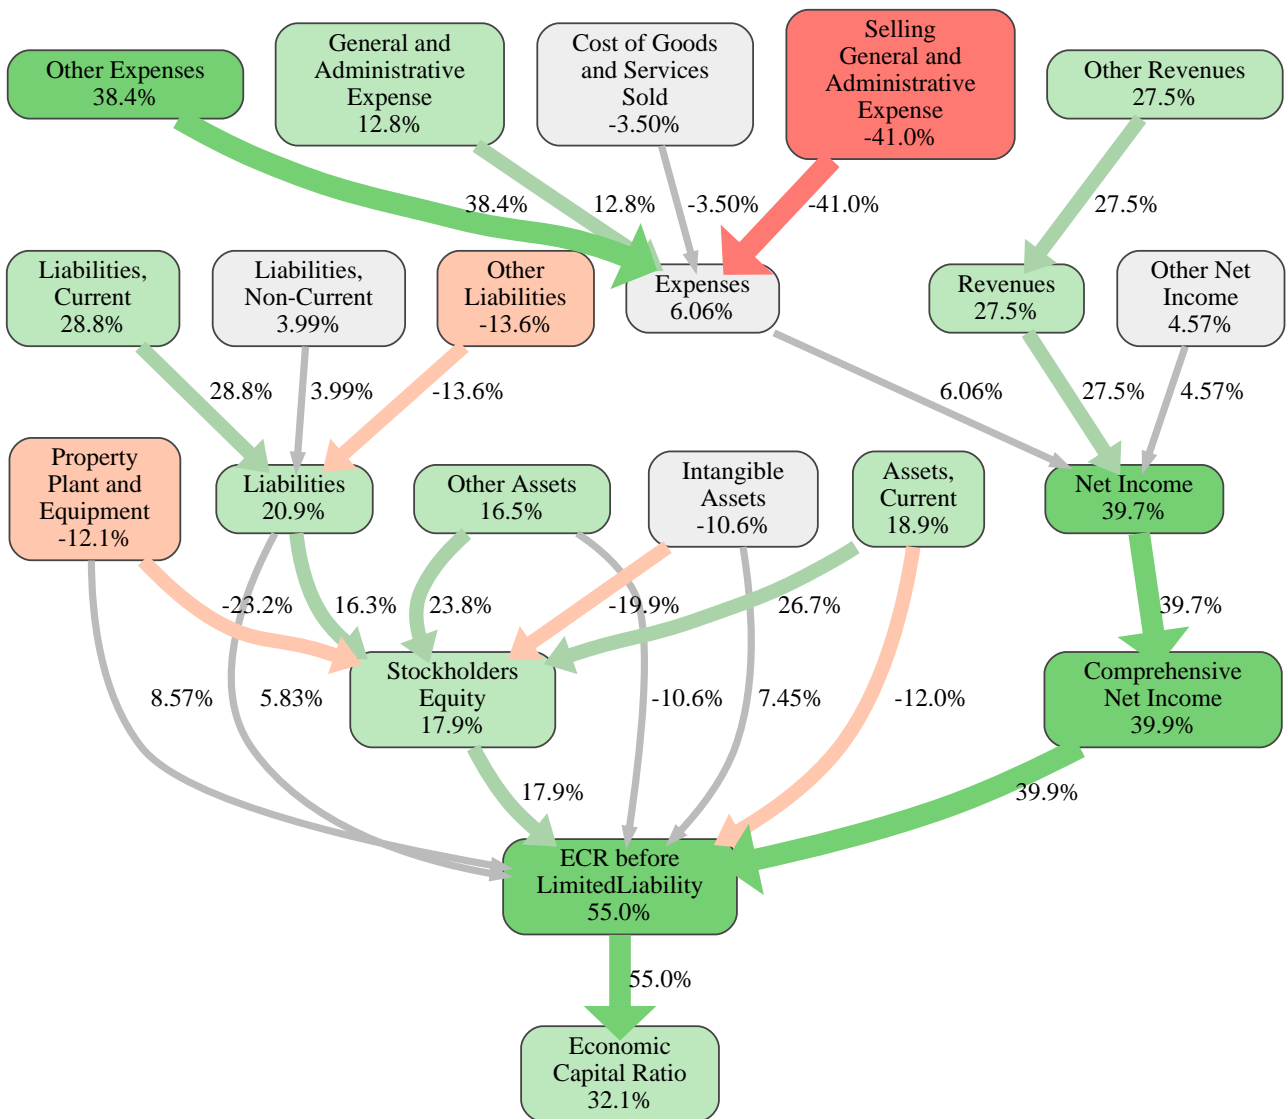 Other Expenses
38.4%
General and
Administrative
Expense
12.8%
Cost of Goods
and Services
Sold
-3.50%
Selling
General and
Administrative
Expense
-41.0%
Other Revenues
27.5%
38.4%
12.8%
-3.50%
-41.0%
27.5%
Liabilities,
Current
28.8%
Liabilities,
Non-Current
3.99%
Other
Liabilities
-13.6%
Expenses
6.06%
Revenues
27.5%
Other Net
Income
4.57%
28.8%
3.99%
-13.6%
6.06%
27.5%
4.57%
Property
Plant and
Equipment
-12.1%
Liabilities
20.9%
Other Assets
16.5%
Intangible
Assets
-10.6%
Assets,
Current
18.9%
Net Income
39.7%
-23.2%
16.3%
23.8%
-19.9%
26.7%
39.7%
Stockholders
Equity
17.9%
Comprehensive
Net Income
39.9%
8.57%
5.83%
-10.6%
7.45%
-12.0%
17.9%
39.9%
ECR before
LimitedLiability
55.0%
55.0%
Economic
Capital Ratio
32.1%